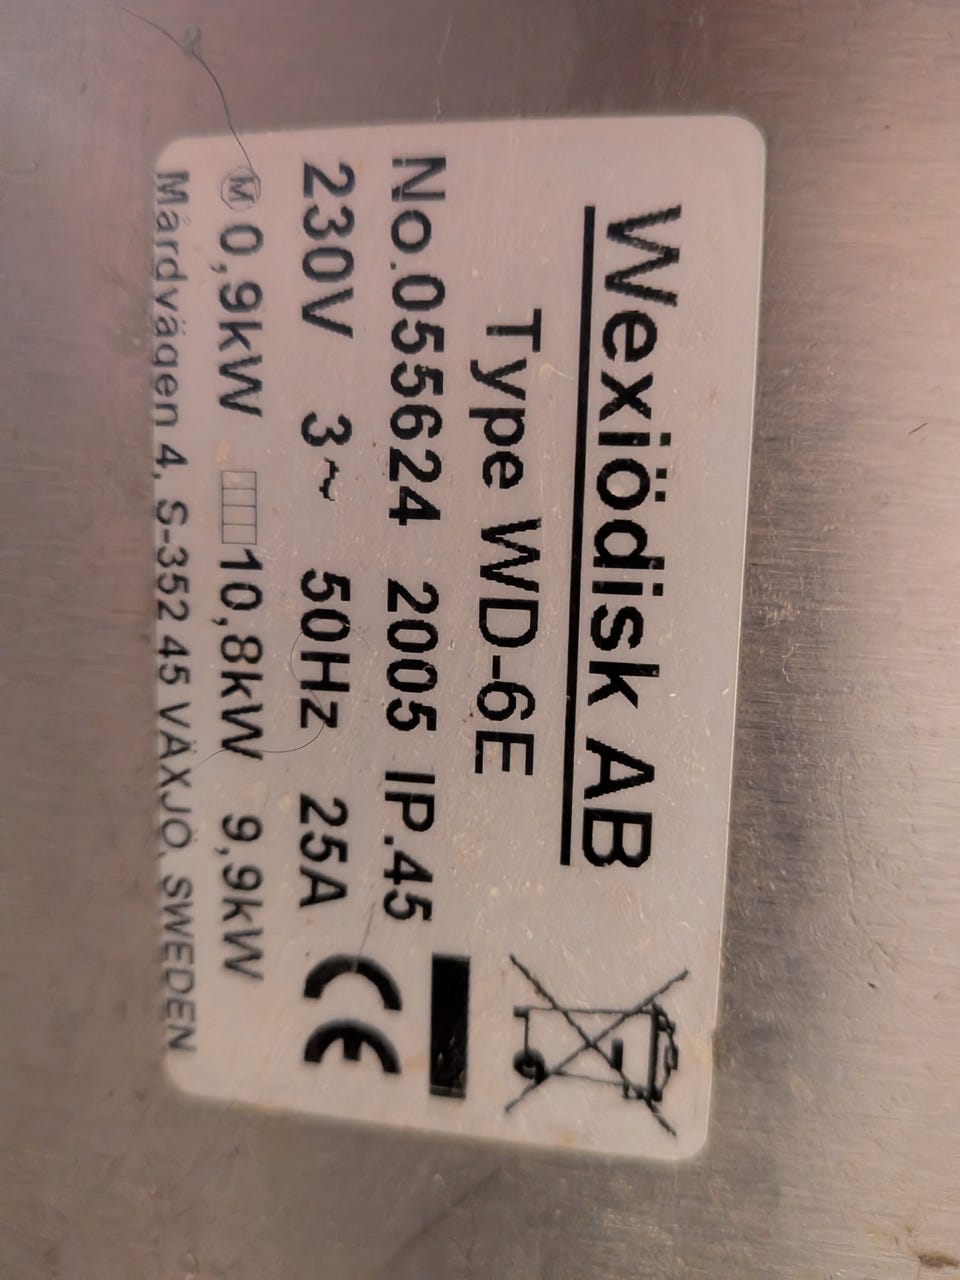 Wexiödisk AB
Type WD-6E
No.055624 2005 IP.45
230V 3~ 50Hz 25A CE
M 0,9kW 10,8kW 9,9kW
Mårdvägen 4, S-352 45 VÄXJÖ, SWEDEN